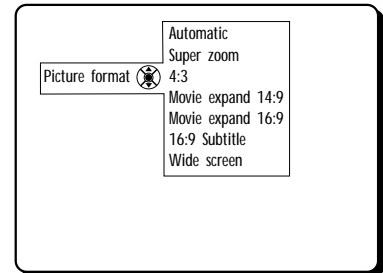 Automatic
Super zoom
Picture format 4:3
Movie expand 14:9
Movie expand 16:9
16:9 Subtitle
Wide screen